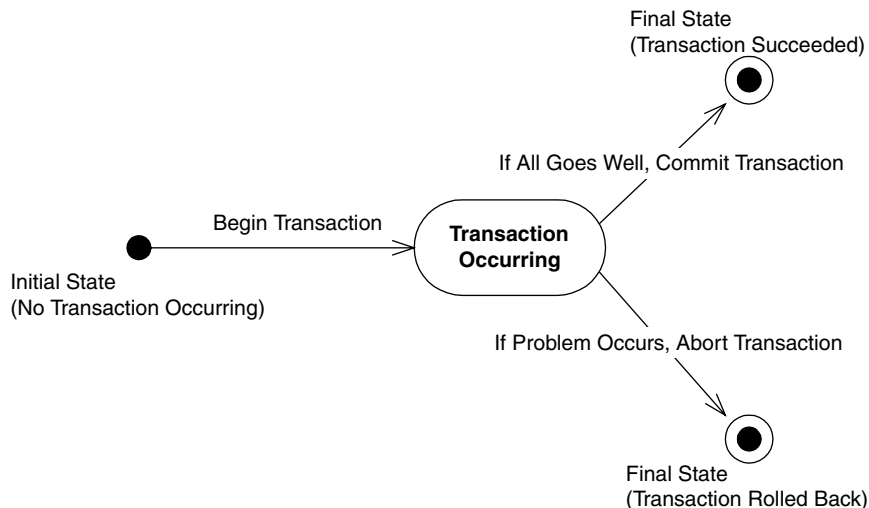 Final State
(Transaction Succeeded)
If All Goes Well, Commit Transaction
Begin Transaction
Transaction
Occurring
Initial State
(No Transaction Occurring)
If Problem Occurs, Abort Transaction
Final State
(Transaction Rolled Back)